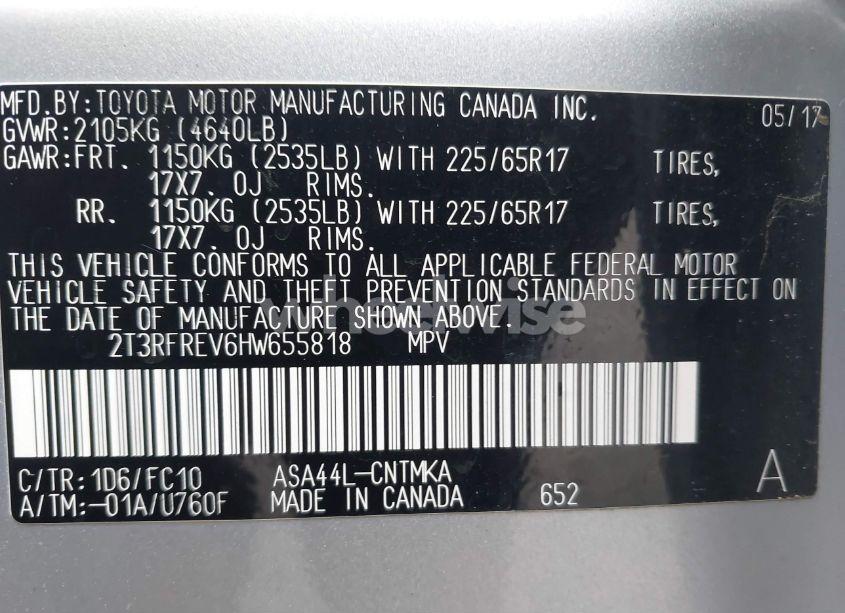 MFD.BY:TOYOTA MOTOR MANUFACTURING CANADA INC. 05/17
GVWR:2105KG (4640LB)
GAWR:FRT. 1150KG (2535LB) WITH 225/65R17 TIRES,
17X7. 0J RIMS.
RR. 1150KG (2535LB) WITH 225/65R17 TIRES,
17X7. 0J RIMS.
THIS VEHICLE CONFORMS TO ALL APPLICABLE FEDERAL MOTOR
VEHICLE SAFETY AND THEFT PREVENTION STANDARDS IN EFFECT ON
THE DATE OF MANUFACTURE SHOWN ABOVE.
wheelwise
2T3RFREV6HW655818 MPV
C/TR:1D6/FC10 ASA44L-CNTMKA A
A/TM:-01A/U760F MADE IN CANADA 652